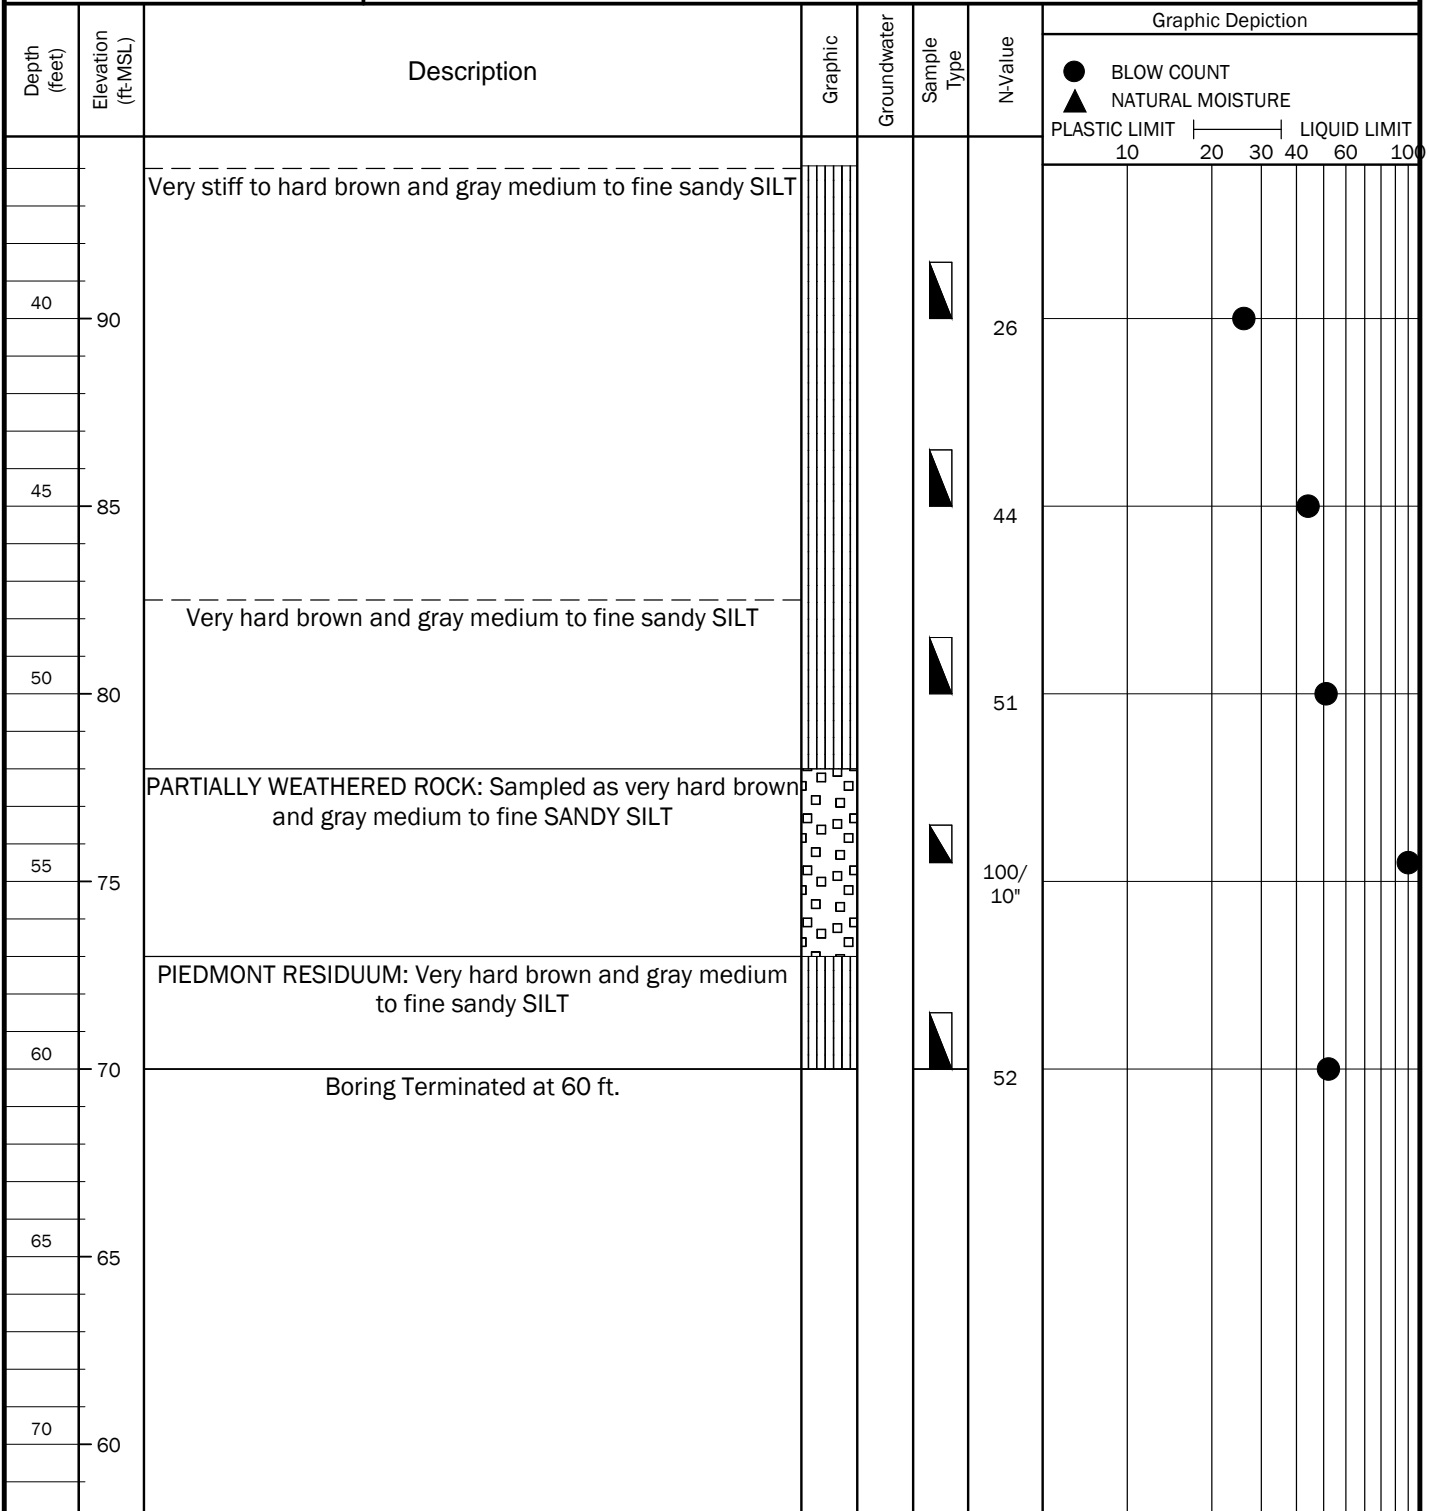 Depth
(feet)
Elevation
(ft-MSL)
Description
Graphic
Groundwater
Sample
Type
N-Value
Graphic Depiction
BLOW COUNT
NATURAL MOISTURE
PLASTIC LIMIT LIQUID LIMIT
10 20 30 40 60 100
Very stiff to hard brown and gray medium to fine sandy SILT
40
90
26
45
85
44
Very hard brown and gray medium to fine sandy SILT
50
80
51
PARTIALLY WEATHERED ROCK: Sampled as very hard brown
and gray medium to fine SANDY SILT
55
75
100/
10"
PIEDMONT RESIDUUM: Very hard brown and gray medium
to fine sandy SILT
60
70
52
Boring Terminated at 60 ft.
65
65
70
60